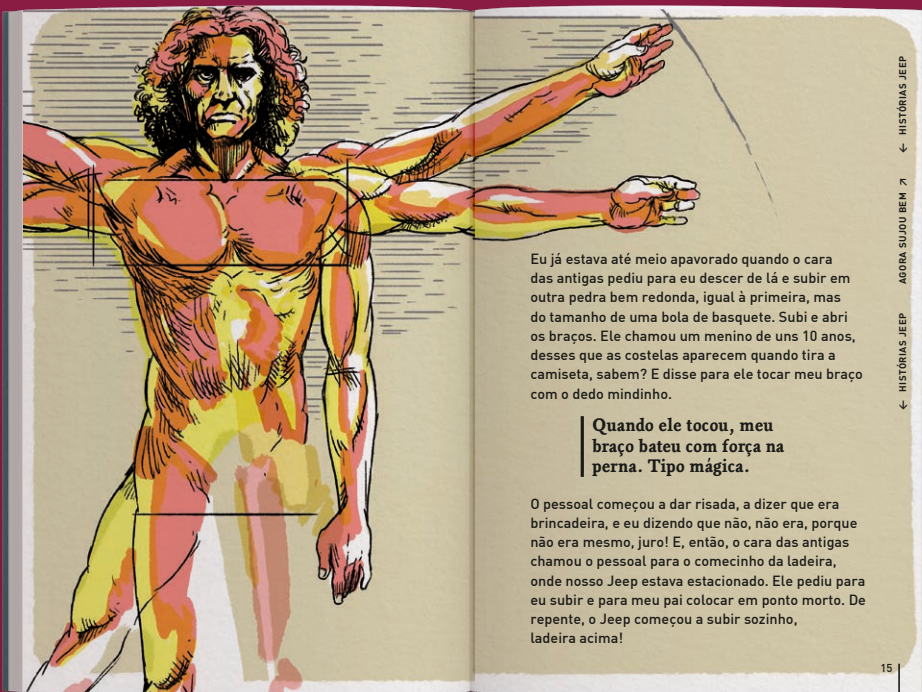 Eu já estava até meio apavorado quando o cara
das antigas pediu para eu descer de lá e subir em
outra pedra bem redonda, igual à primeira, mas
do tamanho de uma bola de basquete. Subi e abri
os braços. Ele chamou um menino de uns 10 anos,
desses que as costelas aparecem quando tira a
camiseta, sabem? E disse para ele tocar meu braço
com o dedo mindinho.
Quando ele tocou, meu
braço bateu com força na
perna. Tipo mágica.
O pessoal começou a dar risada, a dizer que era
brincadeira, e eu dizendo que não, não era, porque
não era mesmo, juro! E, então, o cara das antigas
chamou o pessoal para o comecinho da ladeira,
onde nosso Jeep estava estacionado. Ele pediu para
eu subir e para meu pai colocar em ponto morto. De
repente, o Jeep começou a subir sozinho,
ladeira acima!
← HISTÓRIAS JEEP
AGORA SUJOU BEM ↗
← HISTÓRIAS JEEP
15